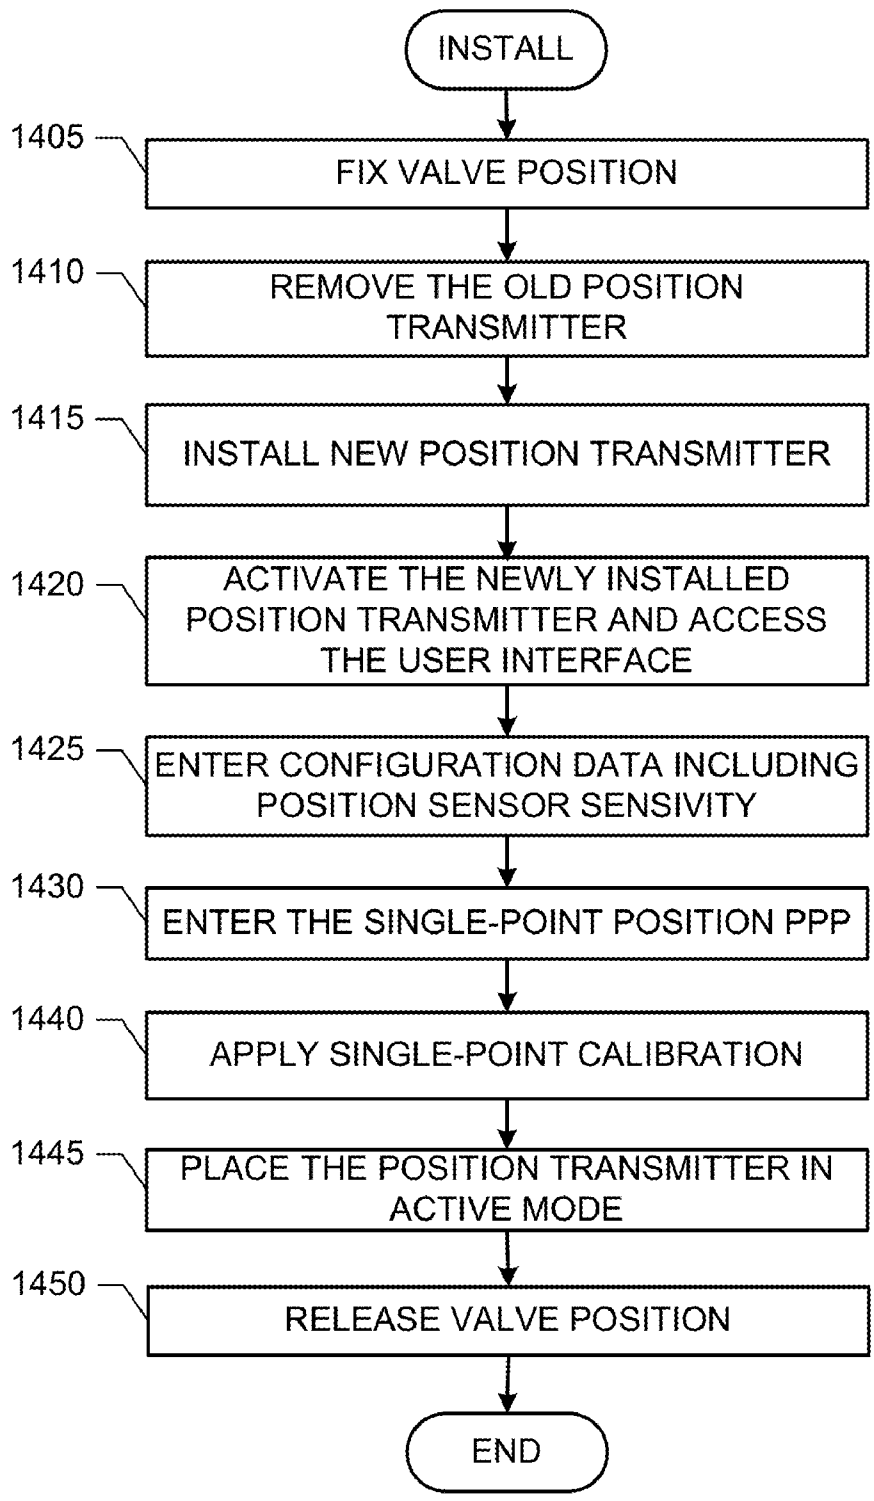 INSTALL
1405
FIX VALVE POSITION
1410
REMOVE THE OLD POSITION
TRANSMITTER
1415
INSTALL NEW POSITION TRANSMITTER
1420
ACTIVATE THE NEWLY INSTALLED
POSITION TRANSMITTER AND ACCESS
THE USER INTERFACE
1425
ENTER CONFIGURATION DATA INCLUDING
POSITION SENSOR SENSIVITY
1430
ENTER THE SINGLE-POINT POSITION PPP
1440
APPLY SINGLE-POINT CALIBRATION
1445
PLACE THE POSITION TRANSMITTER IN
ACTIVE MODE
1450
RELEASE VALVE POSITION
END